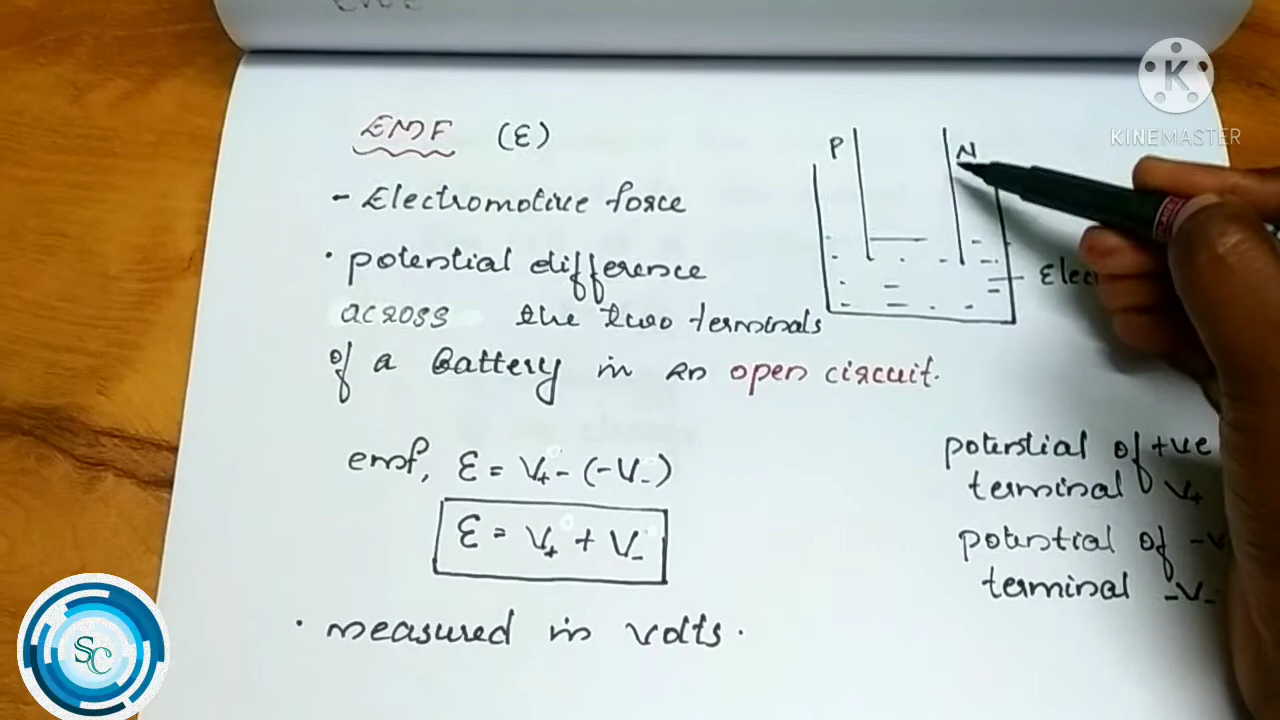 EMF (ε)
- Electromotive force
• potential difference
across the two terminals
of a Battery in an open circuit.
emf, ε = V₊ - (-V₋)
ε = V₊ + V₋
• measured in volts.
P N
potential of +ve
terminal V₊
potential of
terminal -V₋
KINEMASTER
K
SC